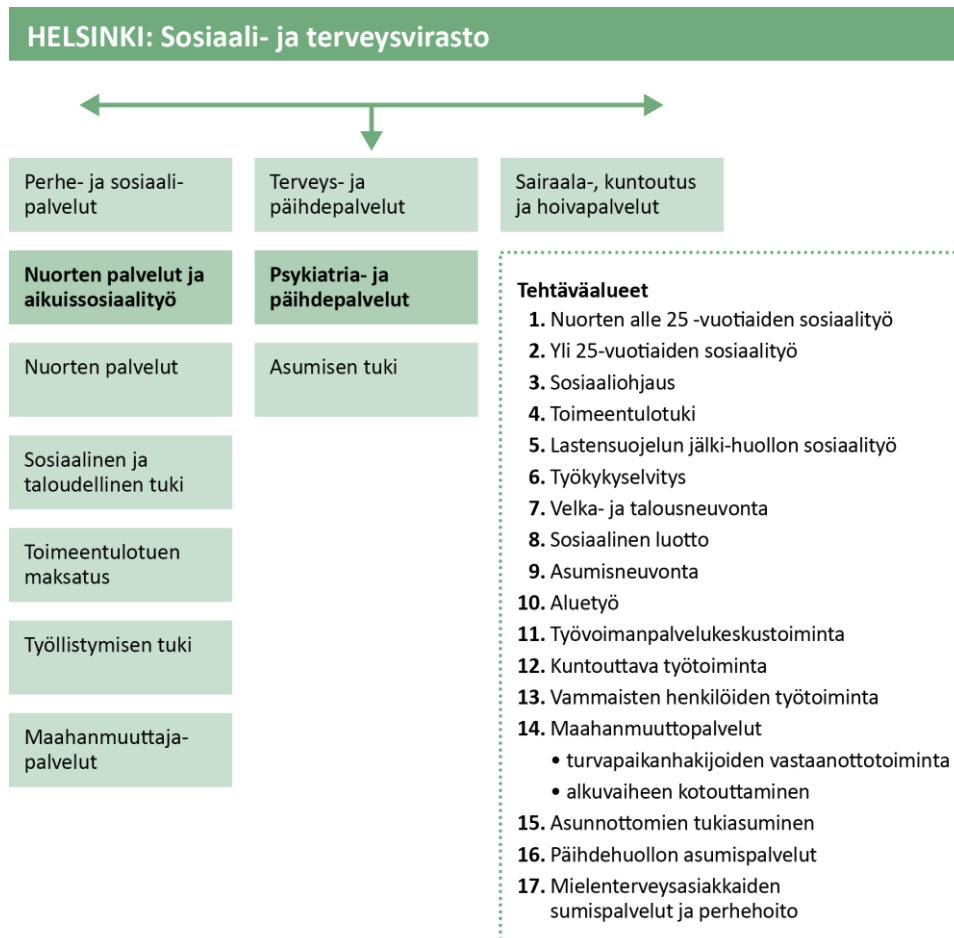 HELSINKI: Sosiaali- ja terveysvirasto
Perhe- ja sosiaali-
palvelut
Terveys- ja
päihdepalvelut
Sairaala-, kuntoutus
ja hoivapalvelut
Nuorten palvelut ja
aikuissosiaalityö
Psykiatria- ja
päihdepalvelut
Nuorten palvelut
Asumisen tuki
Sosiaalinen ja
taloudellinen tuki
Toimeentulotuen
maksatus
Työllistymisen tuki
Maahanmuuttaja-
palvelut
Tehtäväalueet
1. Nuorten alle 25 -vuotiaiden sosiaalityö
2. Yli 25-vuotiaiden sosiaalityö
3. Sosiaaliohjaus
4. Toimeentulotuki
5. Lastensuojelun jälki-huollon sosiaalityö
6. Työkykyselvitys
7. Velka- ja talousneuvonta
8. Sosiaalinen luotto
9. Asumisneuvonta
10. Aluetyö
11. Työvoimanpalvelukeskustoiminta
12. Kuntouttava työtoiminta
13. Vammaisten henkilöiden työtoiminta
14. Maahanmuuttopalvelut
• turvapaikanhakijoiden vastaanottotoiminta
• alkuvaiheen kotouttaminen
15. Asunnottomien tukiasuminen
16. Päihdehuollon asumispalvelut
17. Mielenterveysasiakkaiden
sumispalvelut ja perhehoito